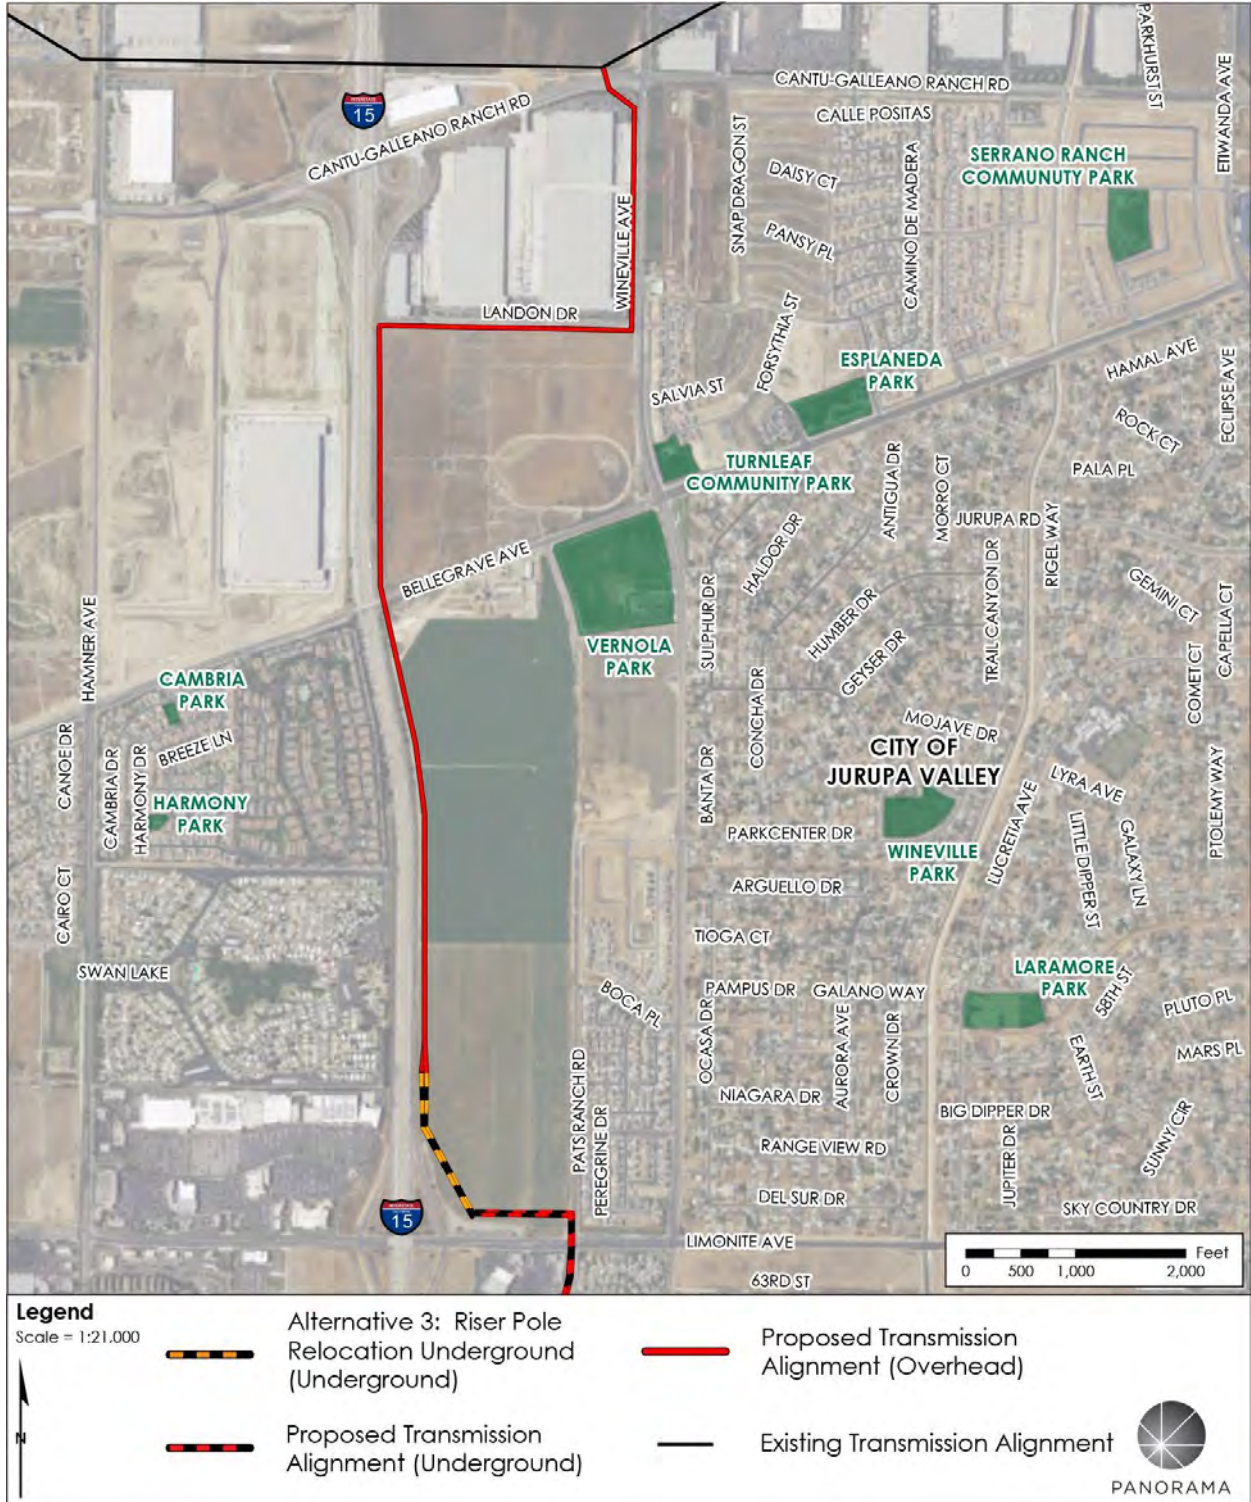 PARKHURST ST
ETIWANDA AVE
CANTU-GALLEANO RANCH RD
15
CANTU-GALLEANO RANCH RD
CALLE POSITAS
SERRANO RANCH
COMMUNUTY PARK
SNAPDRAGON ST
DAISY CT
CAMINO DE MADERA
PANSY PL
WINEVILLE AVE
LANDON DR
FORSYTHIA ST
ESPLANEDA
PARK
HAMAL AVE
ECLIPSE AVE
SALVIA ST
ROCK CT
TURNLEAF
COMMUNITY PARK
ANTIGUA DR
MORRO CT
PALA PL
JURUPA RD
RIGEL WAY
HALDOR DR
BELLEGRAVE AVE
TRAIL CANYON DR
GEMINI CT
CAPELLA CT
HAMNER AVE
SULPHUR DR
HUMBER DR
VERNOLA
PARK
GEYSER DR
COMET CT
CAMBRIA
PARK
CONCHA DR
MOJAVE DR
CITY OF
JURUPA VALLEY
CANOE DR
CAMBRIA DR
HARMONY DR
BREEZE LN
BANTA DR
LYRA AVE
PTOLEMY WAY
HARMONY
PARK
PARKCENTER DR
WINEVILLE
PARK
LUCRETIA AVE
LITTLE DIPPER ST
GALAXY LN
CAIRO CT
ARGUELLO DR
TIOGA CT
SWAN LAKE
LARAMORE
PARK
58TH ST
BOCA PL
PAMPUS DR
GALANO WAY
PLUTO PL
OCASA DR
AURORA AVE
CROWN DR
EARTH ST
MARS PL
PATS RANCH RD
PEREGRINE DR
NIAGARA DR
BIG DIPPER DR
SUNNY CIR
RANGE VIEW RD
JUPITER DR
DEL SUR DR
SKY COUNTRY DR
15
LIMONITE AVE
63RD ST
Feet
0 500 1,000 2,000
Legend
Scale = 1:21,000
N
Alternative 3: Riser Pole
Relocation Underground
(Underground)
Proposed Transmission
Alignment (Overhead)
Proposed Transmission
Alignment (Underground)
Existing Transmission Alignment
PANORAMA